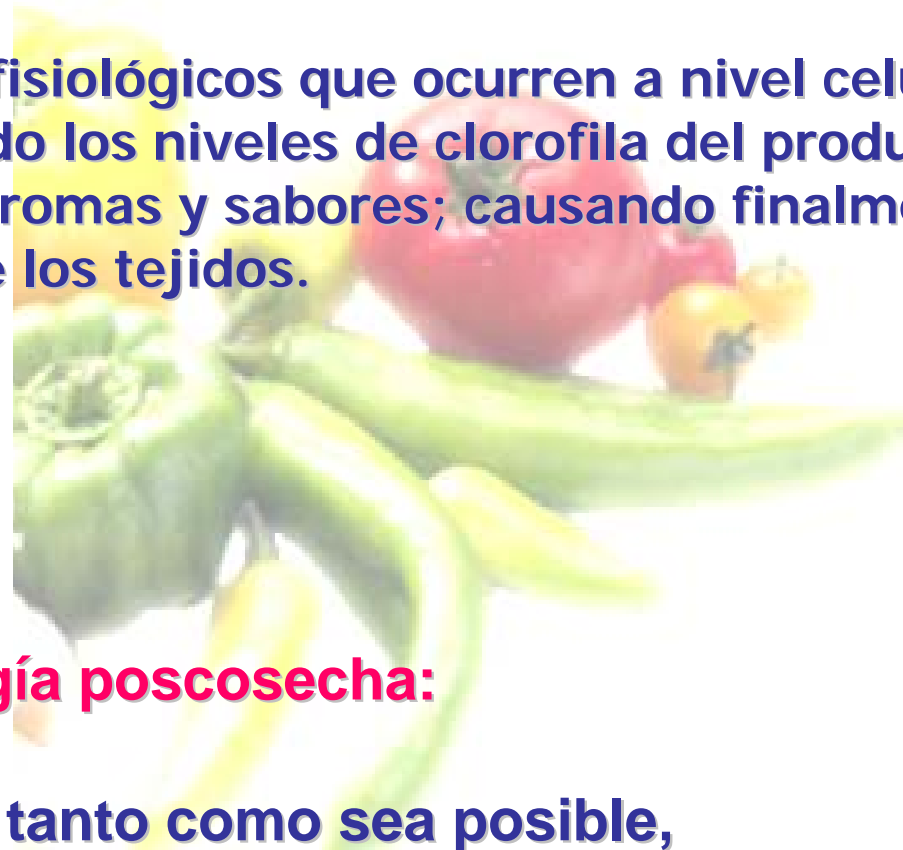 fisiológicos que ocurren a nivel celu
do los niveles de clorofila del produ
romas y sabores; causando finalme
e los tejidos.
gía poscosecha:
tanto como sea posible,